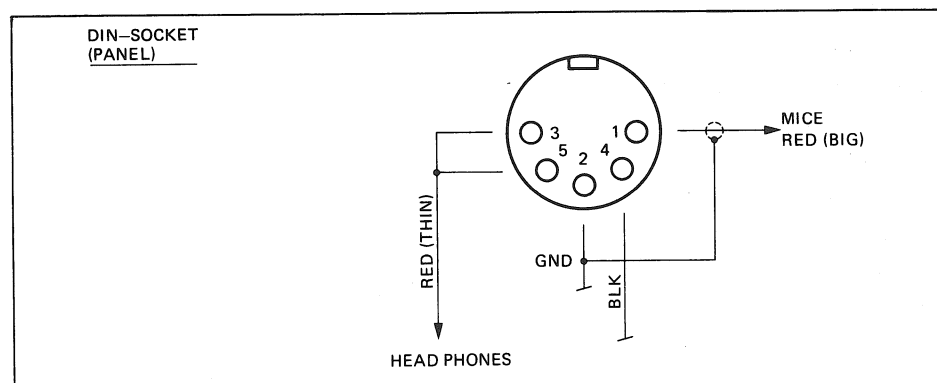 DIN–SOCKET
(PANEL)
3
1
5
2
4
MICE
RED (BIG)
RED (THIN)
GND
BLK
HEAD PHONES